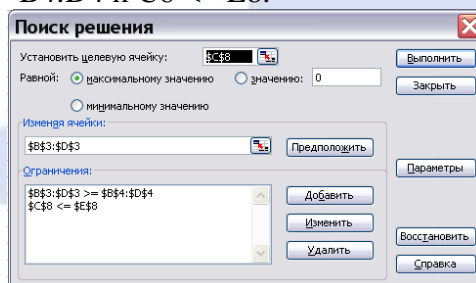 Поиск решения
Установить целевую ячейку: $C$8
Выполнить
Равной: максимальному значению значению: 0
Закрыть
минимальному значению
Изменяя ячейки:
$B$3:$D$3
Предположить
Ограничения:
Параметры
$B$3:$D$3 >= $B$4:$D$4
$C$8 <= $E$8
Добавить
Изменить
Удалить
Восстановить
Справка